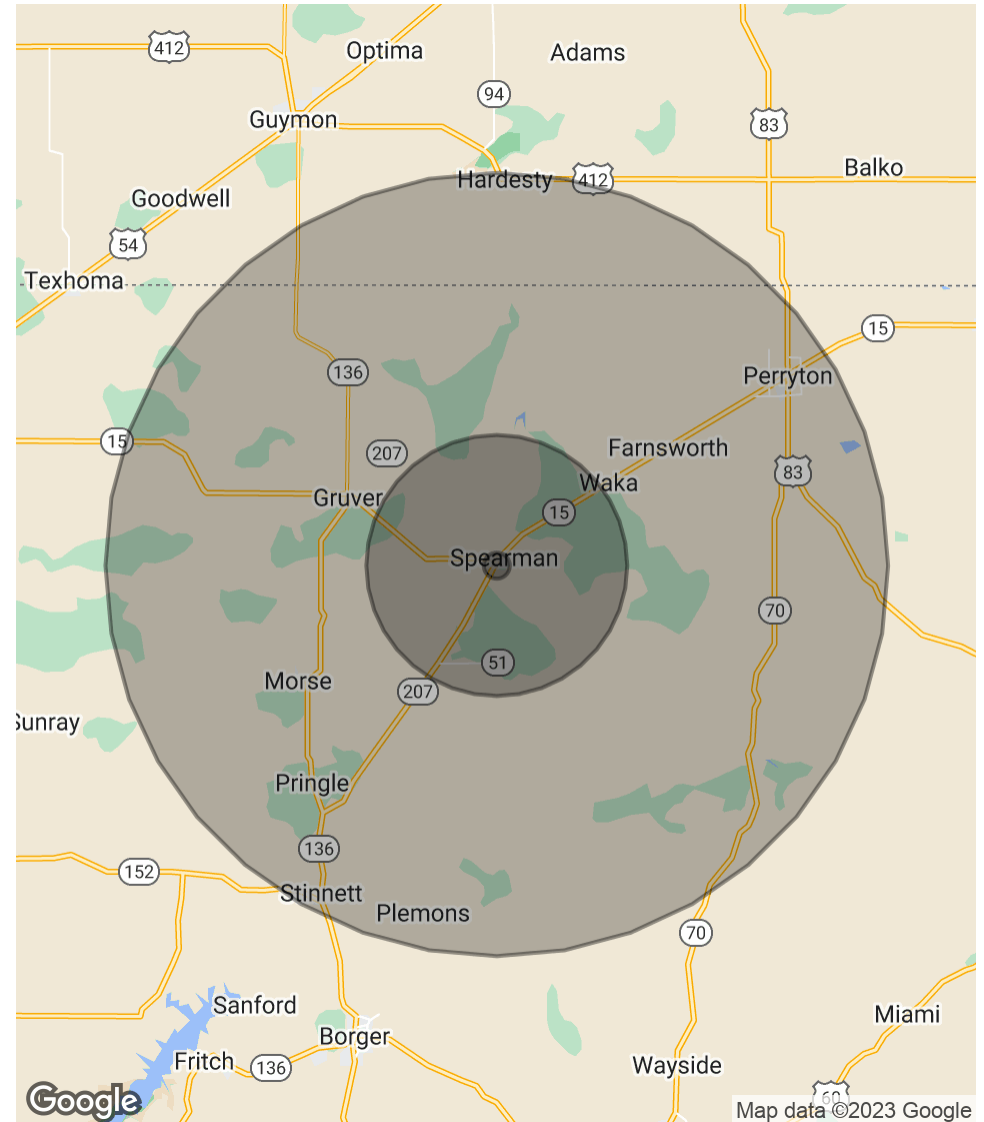 412
Optima
Adams
94
Guymon
83
Balko
Hardesty
412
Goodwell
54
Texhoma
15
136
Perryton
15
207
Farnsworth
83
Waka
Gruver
15
Spearman
70
51
Morse
207
Sunray
Pringle
136
152
Stinnett
Plemons
70
Sanford
Miami
Borger
Fritch
136
Wayside
60
Google
Map data ©2023 Google